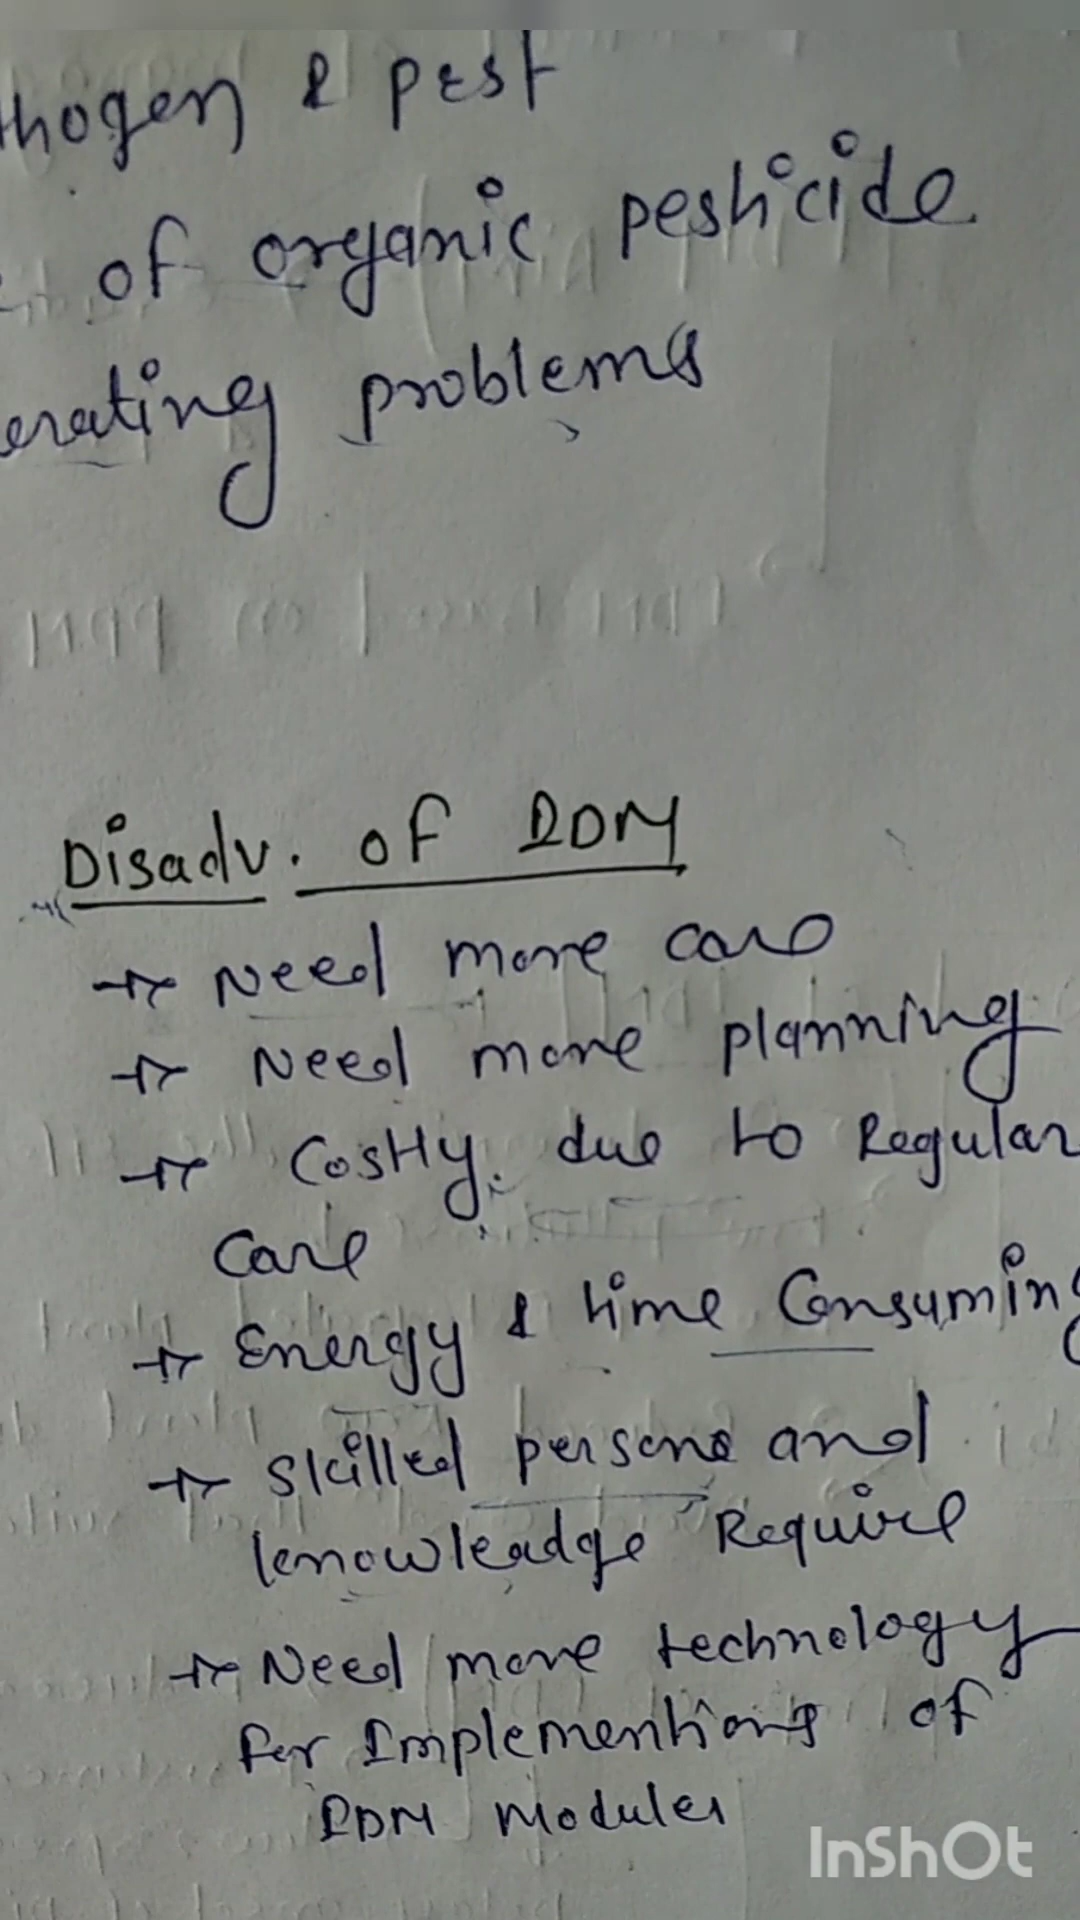 thogen & pest
of organic pesticide
erating problems
Disadv. of IDM
→ Need more care
→ Need more planning
→ Costly. due to Regular
care
→ Energy & time Consuming
→ Skilled persons and
knowleadge Require
→ Need more technology
for Implementions of
IDM Modules
InShOt